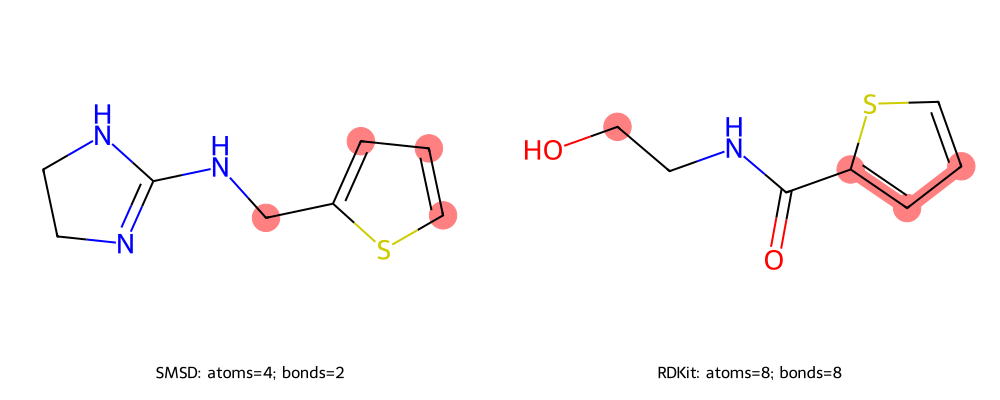 H
N
H
N
N
S
HO
H
N
O
S
SMSD: atoms=4; bonds=2
RDKit: atoms=8; bonds=8